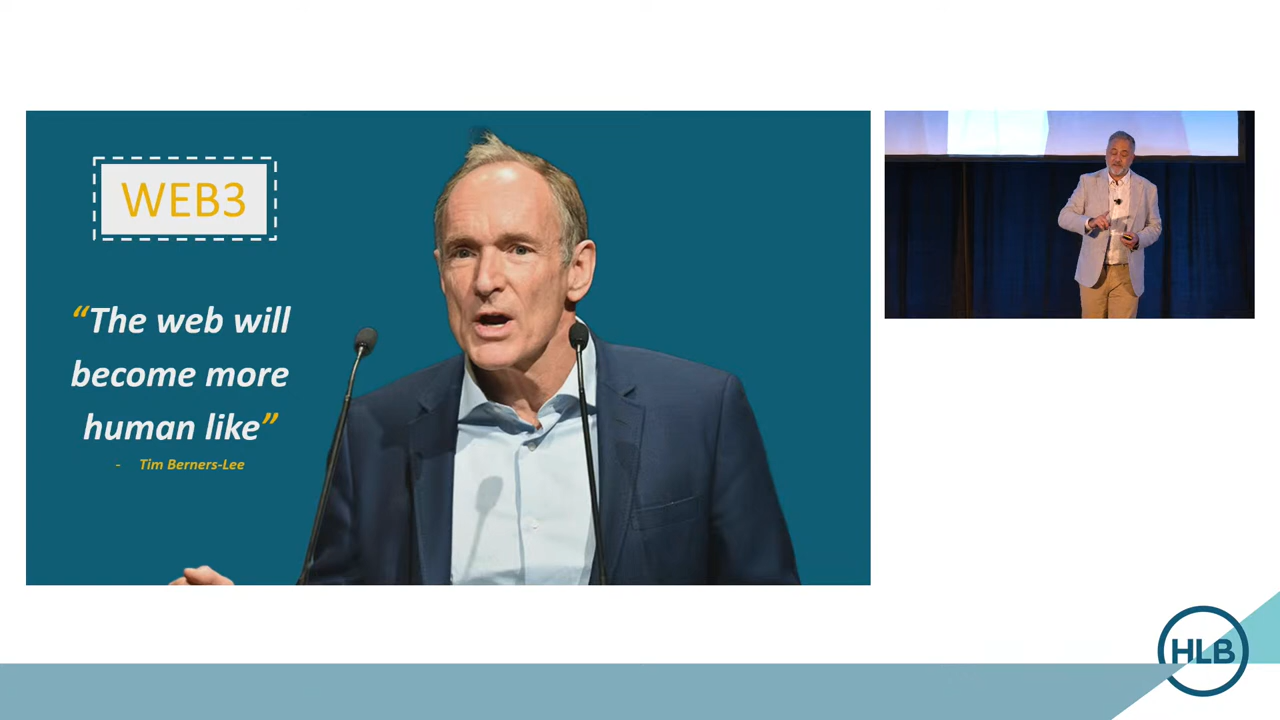 WEB3
“The web will
become more
human like”
- Tim Berners-Lee
HLB